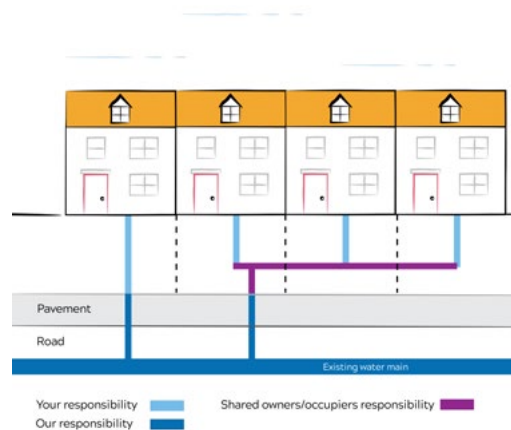 Pavement
Road
Existing water main
Your responsibility
Shared owners/occupiers responsibility
Our responsibility